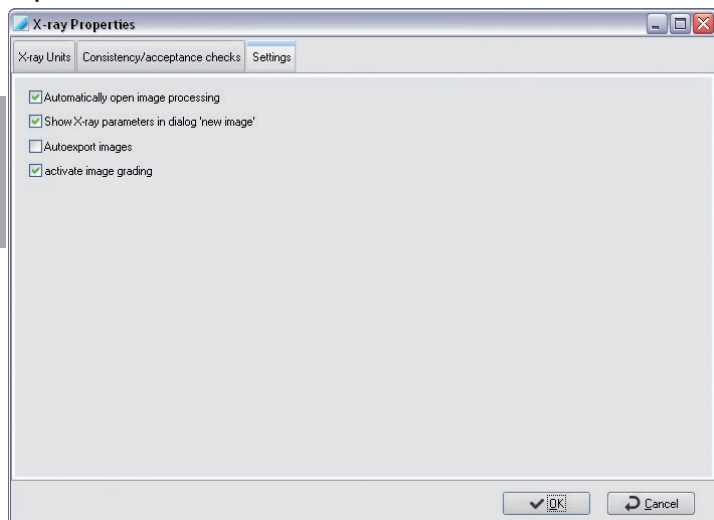 X-ray Properties
X-ray Units Consistency/acceptance checks Settings
Automatically open image processing
Show X-ray parameters in dialog 'new image'
Autoexport images
activate image grading
OK Cancel